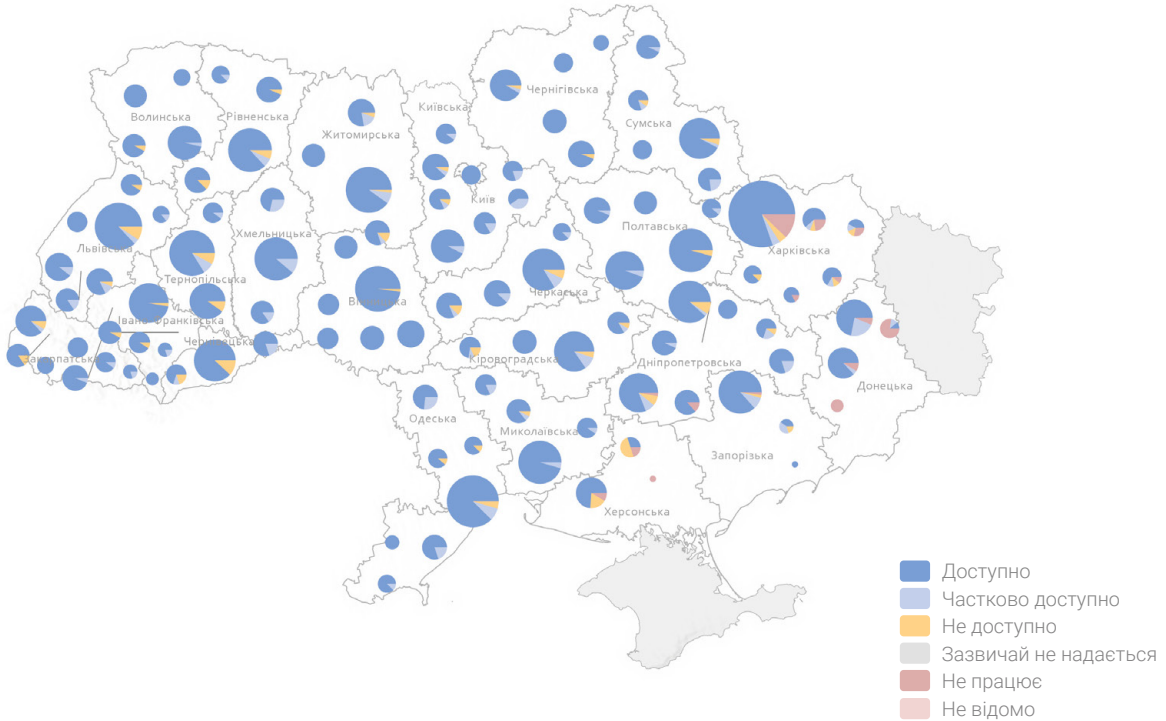 Київська
Чернігівська
Волинська
Рівненська
Сумська
Житомирська
Київ
Полтавська
Хмельницька
Львівська
Харківська
Тернопільська
Черкаська
Вінницька
Івано-Франківська
Чернівецька
Закарпатська
Кіровоградська
Дніпропетровська
Донецька
Одеська
Миколаївська
Запорізька
Херсонська
Доступно
Частково доступно
Не доступно
Зазвичай не надається
Не працює
Не відомо